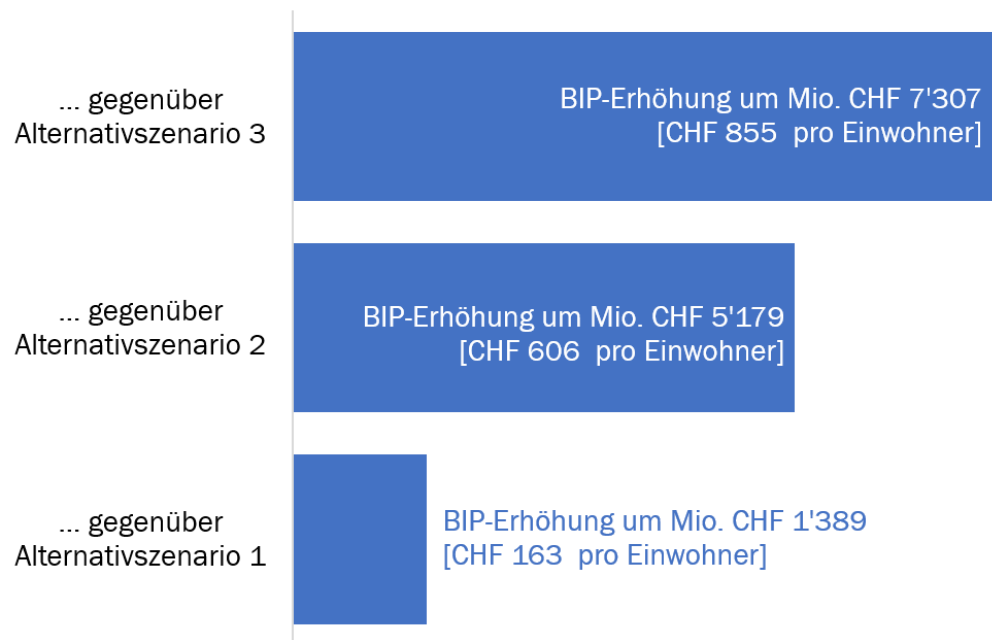 ... gegenüber
Alternativszenario 3
BIP-Erhöhung um Mio. CHF 7'307
[CHF 855  pro Einwohner]
... gegenüber
Alternativszenario 2
BIP-Erhöhung um Mio. CHF 5'179
[CHF 606  pro Einwohner]
... gegenüber
Alternativszenario 1
BIP-Erhöhung um Mio. CHF 1'389
[CHF 163  pro Einwohner]